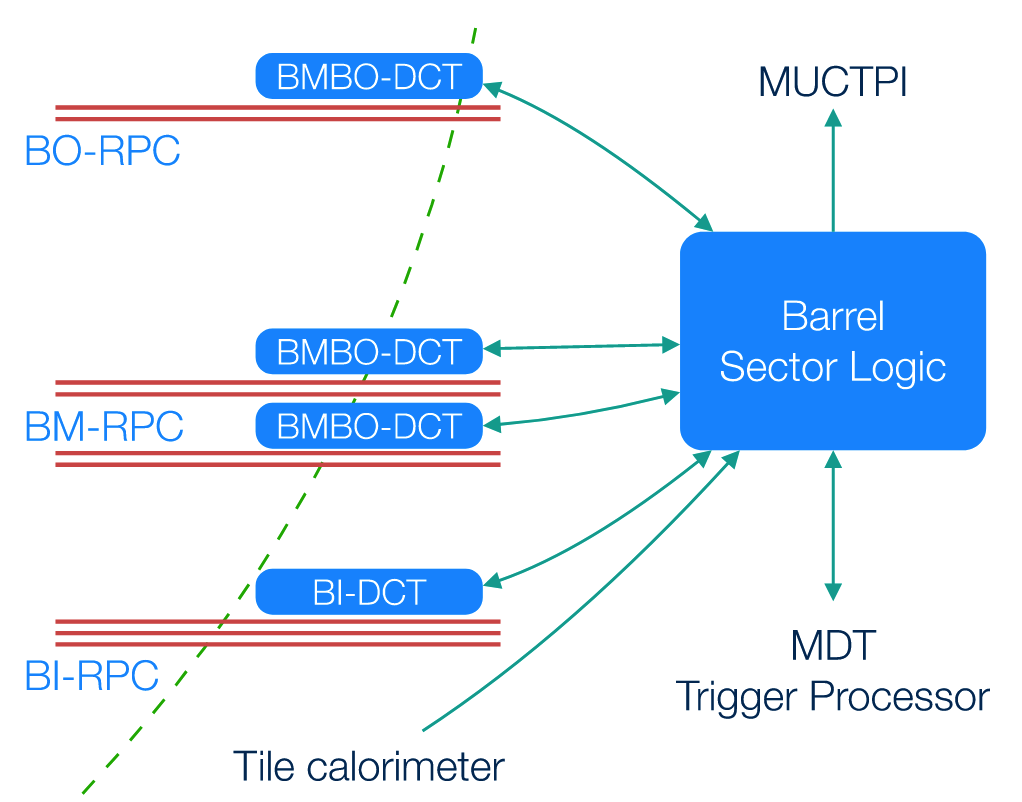 BMBO-DCT
BO-RPC
MUCTPI
Barrel
Sector Logic
BMBO-DCT
BM-RPC
BMBO-DCT
BI-DCT
BI-RPC
MDT
Trigger Processor
Tile calorimeter